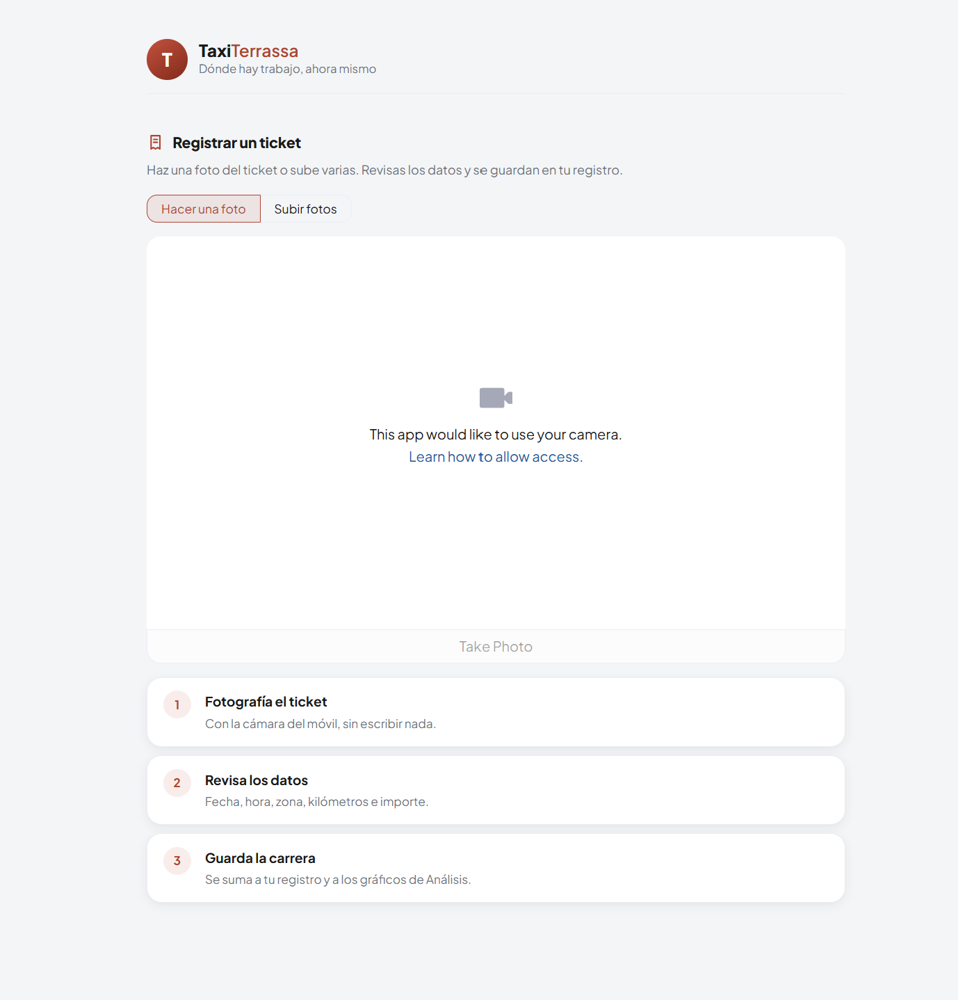 T
TaxiTerrassa
Dónde hay trabajo, ahora mismo
Registrar un ticket
Haz una foto del ticket o sube varias. Revisas los datos y se guardan en tu registro.
Hacer una foto
Subir fotos
This app would like to use your camera.
Learn how to allow access.
Take Photo
1
Fotografía el ticket
Con la cámara del móvil, sin escribir nada.
2
Revisa los datos
Fecha, hora, zona, kilómetros e importe.
3
Guarda la carrera
Se suma a tu registro y a los gráficos de Análisis.